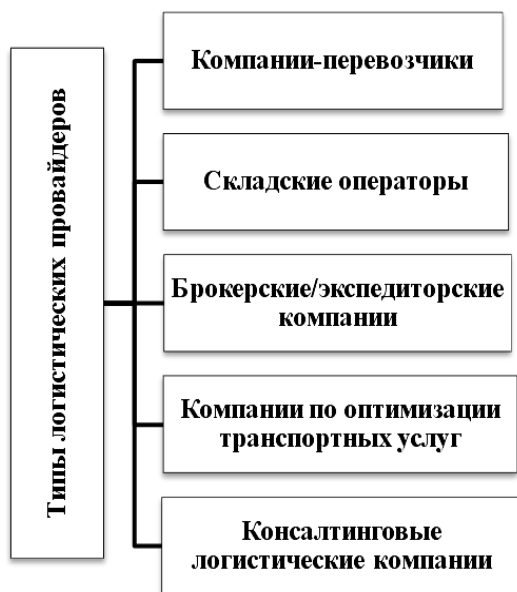 Типы логистических провайдеров
Компании-перевозчики
Складские операторы
Брокерские/экспедиторские
компании
Компании по оптимизации
транспортных услуг
Консалтинговые
логистические компании